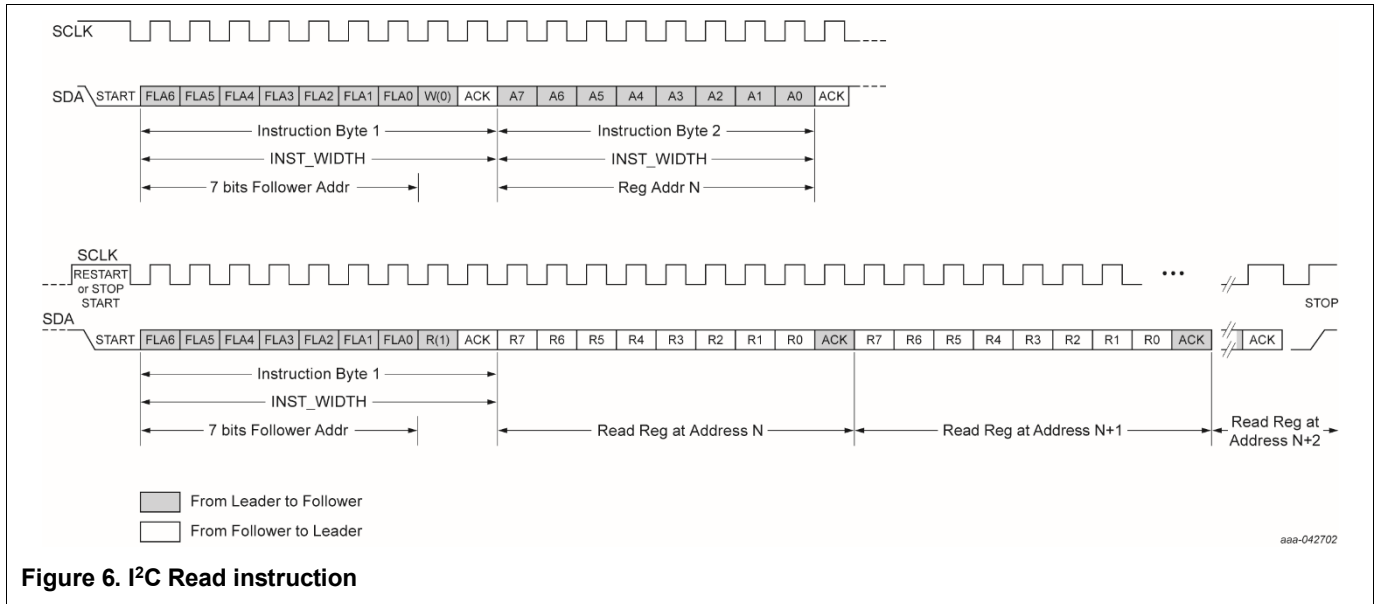 SCLK
SDA START FLA6 FLA5 FLA4 FLA3 FLA2 FLA1 FLA0 W(0) ACK A7 A6 A5 A4 A3 A2 A1 A0 ACK
Instruction Byte 1 Instruction Byte 2
INST_WIDTH INST_WIDTH
7 bits Follower Addr Reg Addr N
SCLK
RESTART
or STOP
START
...
STOP
SDA
START FLA6 FLA5 FLA4 FLA3 FLA2 FLA1 FLA0 R(1) ACK R7 R6 R5 R4 R3 R2 R1 R0 ACK R7 R6 R5 R4 R3 R2 R1 R0 ACK ACK
Instruction Byte 1
INST_WIDTH
7 bits Follower Addr Read Reg at Address N Read Reg at Address N+1 Read Reg at
Address N+2
From Leader to Follower
From Follower to Leader
aaa-042702
Figure 6. I²C Read instruction